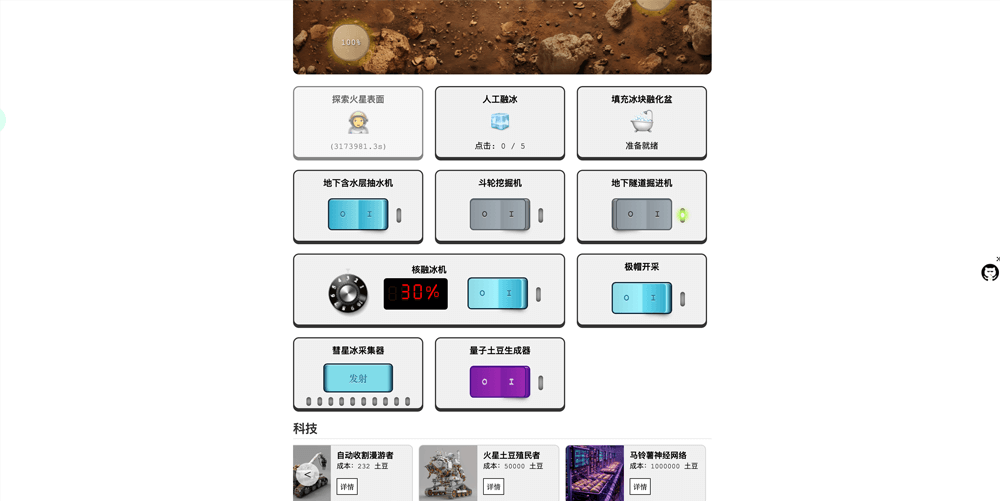 100%
探索火星表面
(3173981.3s)
人工融冰
点击: 0 / 5
填充冰块融化盆
准备就绪
地下含水层抽水机
O I
斗轮挖掘机
O I
地下隧道掘进机
O I
核融冰机
30%
O I
极帽开采
O I
彗星冰采集器
发射
量子土豆生成器
O I
科技
<
自动收割漫游者
成本: 232 土豆
详情
火星土豆殖民者
成本: 50000 土豆
详情
马铃薯神经网络
成本: 1000000 土豆
详情